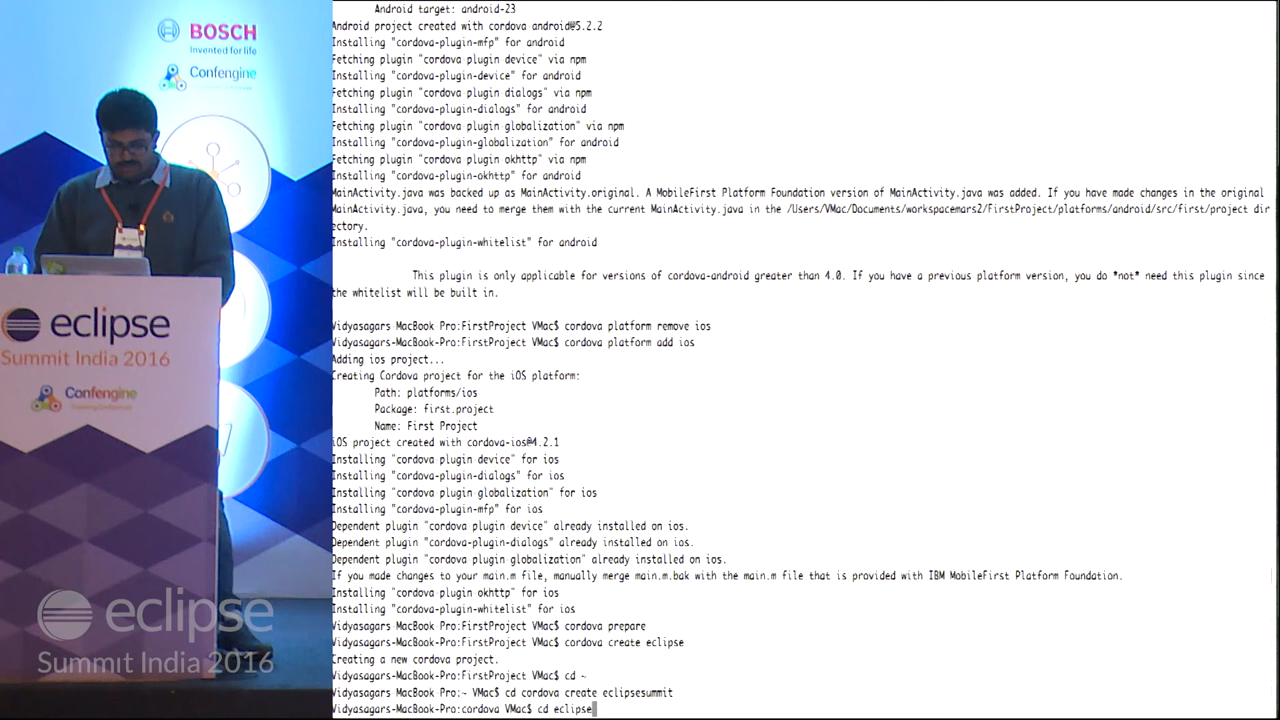 BOSCH
Invented for life
Confengine
eclipse
Summit India 2016
Confengine
eclipse
Summit India 2016
Android target: android-23
Android project created with cordova android@5.2.2
Installing "cordova-plugin-mfp" for android
Fetching plugin "cordova plugin device" via npm
Installing "cordova-plugin-device" for android
Fetching plugin "cordova plugin dialogs" via npm
Installing "cordova-plugin-dialogs" for android
Fetching plugin "cordova plugin globalization" via npm
Installing "cordova-plugin-globalization" for android
Fetching plugin "cordova plugin okhttp" via npm
Installing "cordova-plugin-okhttp" for android
MainActivity.java was backed up as MainActivity.original. A MobileFirst Platform Foundation version of MainActivity.java was added. If you have made changes in the original
MainActivity.java, you need to merge them with the current MainActivity.java in the /Users/VMac/Documents/workspacemars2/FirstProject/platforms/android/src/first/project dir
ectory.
Installing "cordova-plugin-whitelist" for android
This plugin is only applicable for versions of cordova-android greater than 4.0. If you have a previous platform version, you do *not* need this plugin since
the whitelist will be built in.
Vidyasagars MacBook Pro:FirstProject VMac$ cordova platform remove ios
Vidyasagars MacBook-Pro:FirstProject VMac$ cordova platform add ios
Adding ios project...
Creating Cordova project for the iOS platform:
Path: platforms/ios
Package: first.project
Name: First Project
iOS project created with cordova-ios@4.2.1
Installing "cordova plugin device" for ios
Installing "cordova-plugin-dialogs" for ios
Installing "cordova plugin globalization" for ios
Installing "cordova-plugin-mfp" for ios
Dependent plugin "cordova plugin device" already installed on ios.
Dependent plugin "cordova-plugin-dialogs" already installed on ios.
Dependent plugin "cordova plugin globalization" already installed on ios.
If you made changes to your main.m file, manually merge main.m.bak with the main.m file that is provided with IBM MobileFirst Platform Foundation.
Installing "cordova plugin okhttp" for ios
Installing "cordova-plugin-whitelist" for ios
Vidyasagars MacBook Pro:FirstProject VMac$ cordova prepare
Vidyasagars-MacBook-Pro:FirstProject VMac$ cordova create eclipse
Creating a new cordova project.
Vidyasagars-MacBook-Pro:FirstProject VMac$ cd ~
Vidyasagars MacBook Pro:~ VMac$ cd cordova create eclipsesummit
Vidyasagars-MacBook-Pro:cordova VMac$ cd eclipse